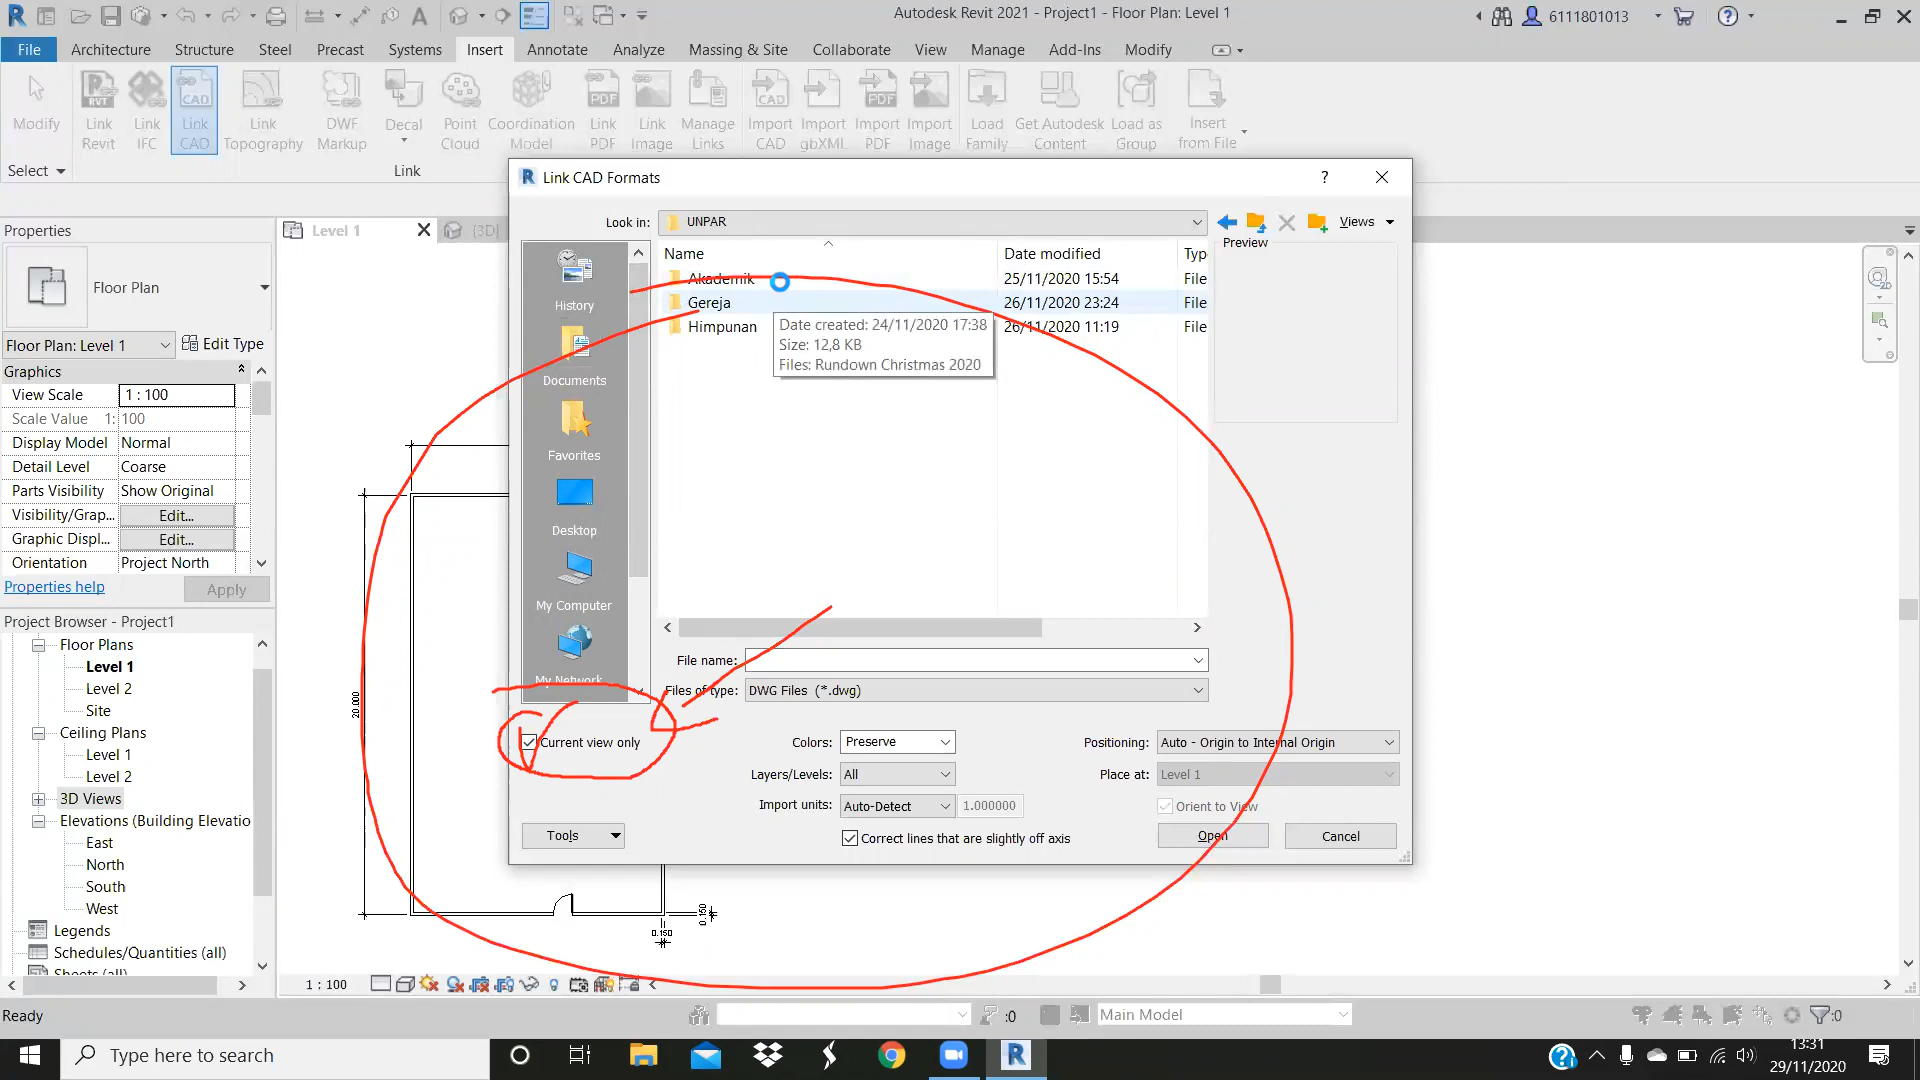 Autodesk Revit 2021 - Project1 - Floor Plan: Level 1
6111801013
File Architecture Structure Steel Precast Systems Insert Annotate Analyze Massing & Site Collaborate View Manage Add-Ins Modify
Modify
Link Revit
Link IFC
Link CAD
Link Topography
DWF Markup
Decal
Point Cloud
Coordination Model
Link PDF
Link Image
Manage Links
Import CAD
Import gbXML
Import PDF
Import Image
Load Family
Get Autodesk Content
Load as Group
Insert from File
Select
Link
Properties
Floor Plan
Floor Plan: Level 1
Edit Type
Graphics
View Scale 1 : 100
Scale Value 1: 100
Display Model Normal
Detail Level Coarse
Parts Visibility Show Original
Visibility/Grap... Edit...
Graphic Displ... Edit...
Orientation Project North
Properties help
Apply
Project Browser - Project1
Floor Plans
Level 1
Level 2
Site
Ceiling Plans
Level 1
Level 2
3D Views
Elevations (Building Elevatio
East
North
South
West
Legends
Schedules/Quantities (all)
Sheets (all)
Level 1
{3D}
20.000
0.150
0.150
Link CAD Formats
?
Look in: UNPAR
Views
Preview
Name Date modified Typ
Akademik 25/11/2020 15:54 File
Gereja 26/11/2020 23:24 File
Himpunan 26/11/2020 11:19 File
Date created: 24/11/2020 17:38
Size: 12,8 KB
Files: Rundown Christmas 2020
History
Documents
Favorites
Desktop
My Computer
My Network
File name:
Files of type: DWG Files (*.dwg)
Current view only
Colors: Preserve
Layers/Levels: All
Import units: Auto-Detect 1.000000
Correct lines that are slightly off axis
Positioning: Auto - Origin to Internal Origin
Place at: Level 1
Orient to View
Tools
Open
Cancel
1 : 100
Ready
:0
Main Model
:0
Type here to search
13:31
29/11/2020